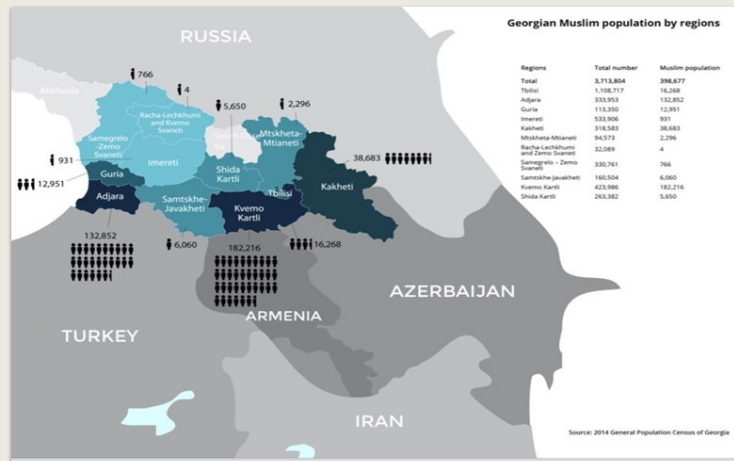 Georgian Muslim population by regions
RUSSIA
766
4
5,650
2,296
Abkhazia
Racha-Lechkhumi
and Kvemo
Svaneti
Mtskheta-
Mtianeti
Samegrelo
-Zemo
Svaneti
931
Imereti
Shida
Kartli
38,683
12,951
Guria
Kakheti
Adjara
Samtskhe-
Javakheti
Tbilisi
Kvemo
Kartli
132,852
6,060
182,216
16,268
AZERBAIJAN
ARMENIA
TURKEY
IRAN
Regions Total number Muslim population
Total 3,713,804 398,677
Tbilisi 1,108,717 16,268
Adjara 333,953 132,852
Guria 113,350 12,951
Imereti 533,906 931
Kakheti 318,583 38,683
Mtskheta-Mtianeti 94,573 2,296
Racha-Lechkhumi
and Zemo Svaneti 32,089 4
Samegrelo – Zemo
Svaneti 330,761 766
Samtskhe-Javakheti 160,504 6,060
Kvemo Kartli 423,986 182,216
Shida Kartli 263,382 5,650
Source: 2014 General Population Census of Georgia